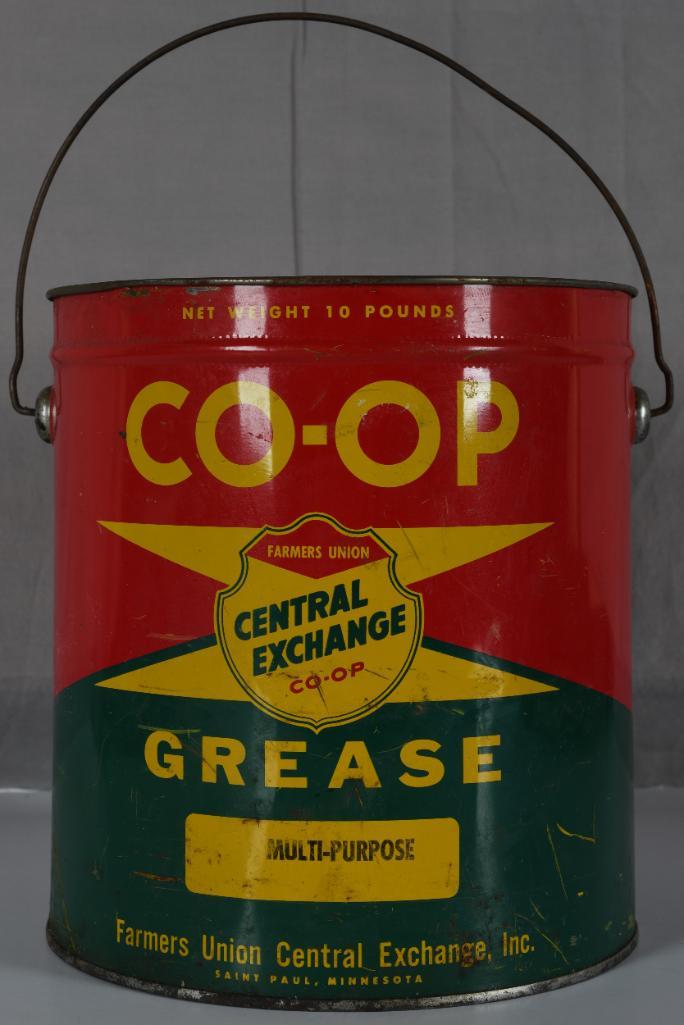 NET WEIGHT 10 POUNDS
CO-OP
FARMERS UNION
CENTRAL
EXCHANGE
CO-OP
GREASE
MULTI-PURPOSE
Farmers Union Central Exchange, Inc.
SAINT PAUL, MINNESOTA